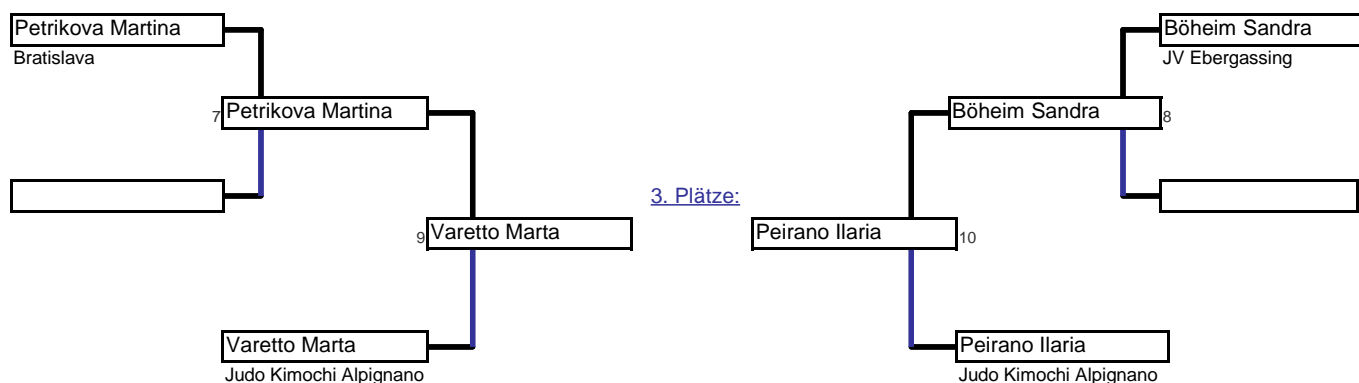 Petrikova Martina
Bratislava
Böheim Sandra
JV Ebergassing
7 Petrikova Martina
Böheim Sandra 8
3. Plätze:
9 Varetto Marta
Peirano Ilaria 10
Varetto Marta
Judo Kimochi Alpignano
Peirano Ilaria
Judo Kimochi Alpignano